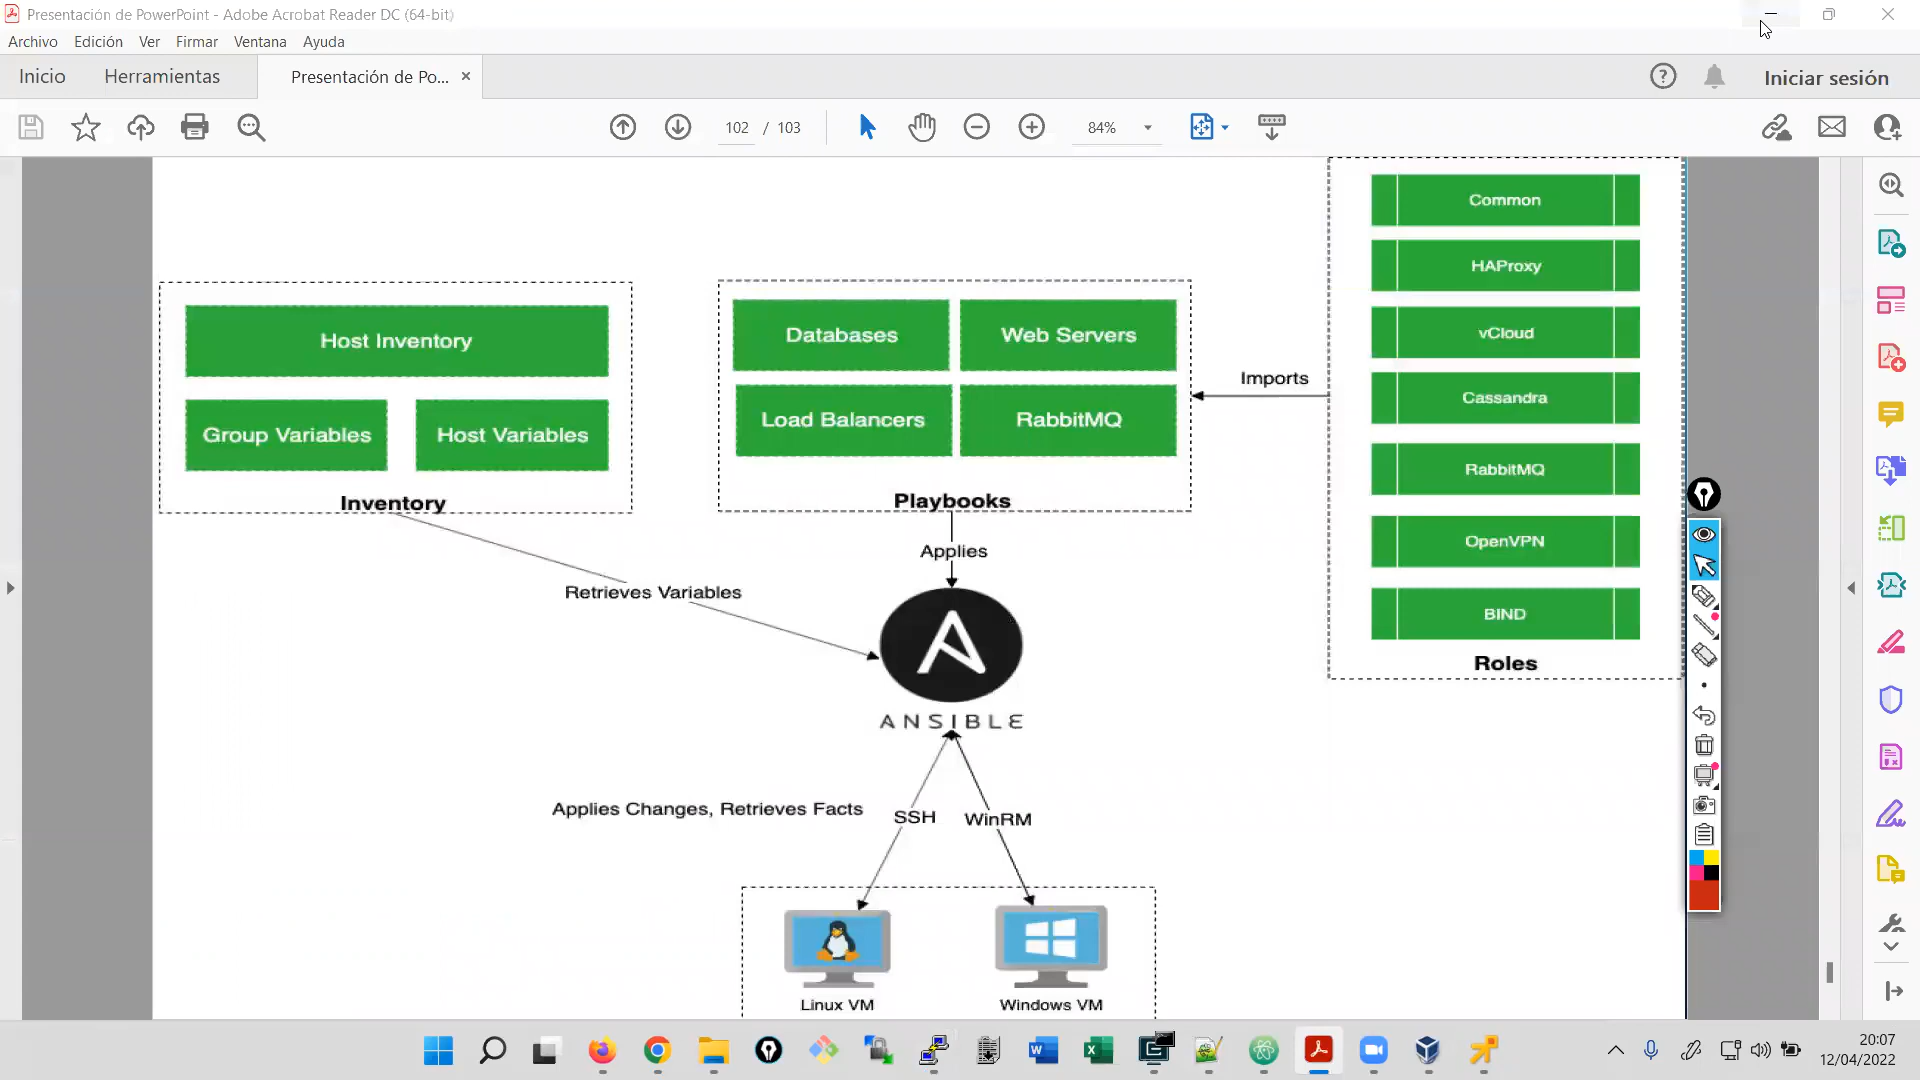 Presentación de PowerPoint - Adobe Acrobat Reader DC (64-bit)
Archivo Edición Ver Firmar Ventana Ayuda
Inicio Herramientas Presentación de Po... × Iniciar sesión
102 / 103 84%
Common
HAProxy
vCloud
Cassandra
RabbitMQ
OpenVPN
BIND
Roles
Host Inventory
Group Variables Host Variables
Inventory
Databases Web Servers
Load Balancers RabbitMQ
Playbooks
Imports
Applies
Retrieves Variables
ANSIBLE
Applies Changes, Retrieves Facts SSH WinRM
Linux VM Windows VM
20:07
12/04/2022